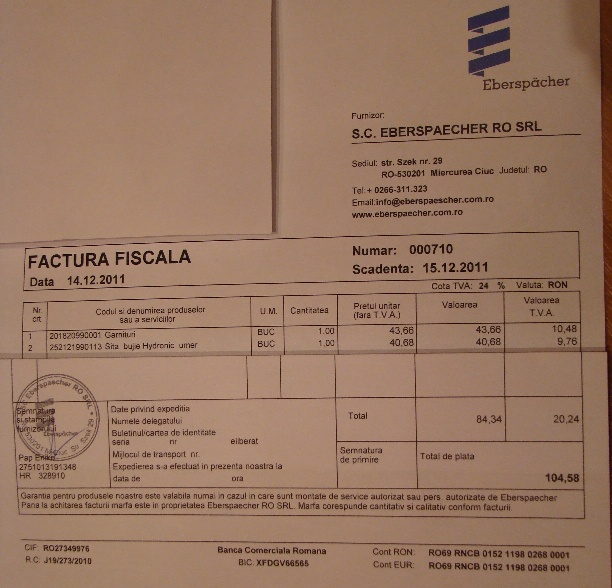 Eberspächer
Furnizor:
S.C. EBERSPAECHER RO SRL
Sediul: str. Szek nr. 29
RO-530201 Miercurea Ciuc Judetul: RO
Tel:+ 0266-311.323
Email:info@eberspaescher.com.ro
www.eberspaecher.com.ro
FACTURA FISCALA
Numar: 000710
Data 14.12.2011
Scadenta: 15.12.2011
Cota TVA: 24 % Valuta: RON
Nr. crt. Codul si denumirea produselor sau a serviciilor U.M. Cantitatea Pretul unitar (fara T.V.A.) Valoarea Valoarea T.V.A.
1 201820990001 Garnituri BUC 1.00 43,66 43,66 10,48
2 252121990113 Sita bujie Hydronic umer BUC 1.00 40,68 40,68 9,76
Semnatura si stampila furnizorului
Pap Eniko
2751013191348
HR 328910
Date privind expeditia
Numele delegatului
Buletinul/cartea de identitate
seria nr eliberat
Mijlocul de transport nr.
Expedierea s-a efectuat in prezenta noastra la
data de ora
Total 84,34 20,24
Semnatura de primire
Total de plata
104,58
Garantia pentru produsele noastre este valabila numai in cazul in care sunt montate de service autorizat sau pers. autorizate de Eberspaecher
Pana la achitarea facturii marfa este in proprietatea Eberspaecher RO SRL. Marfa corespunde cantitativ si calitativ conform facturii.
CIF RO27349976
R.C: J19/273/2010
Banca Comerciala Romana
BIC: XFDGV66565
Cont RON: RO69 RNCB 0152 1198 0268 0001
Cont EUR: RO69 RNCB 0152 1198 0268 0001